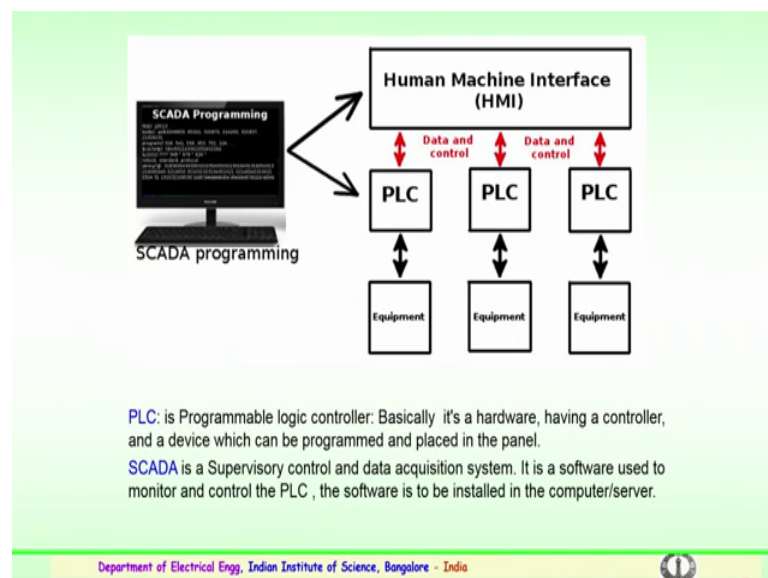 SCADA Programming
SCADA programming
Human Machine Interface
(HMI)
Data and
control
Data and
control
PLC
PLC
PLC
Equipment
Equipment
Equipment
PLC: is Programmable logic controller: Basically it's a hardware, having a controller,
and a device which can be programmed and placed in the panel.
SCADA is a Supervisory control and data acquisition system. It is a software used to
monitor and control the PLC , the software is to be installed in the computer/server.
Department of Electrical Engg, Indian Institute of Science, Bangalore - India